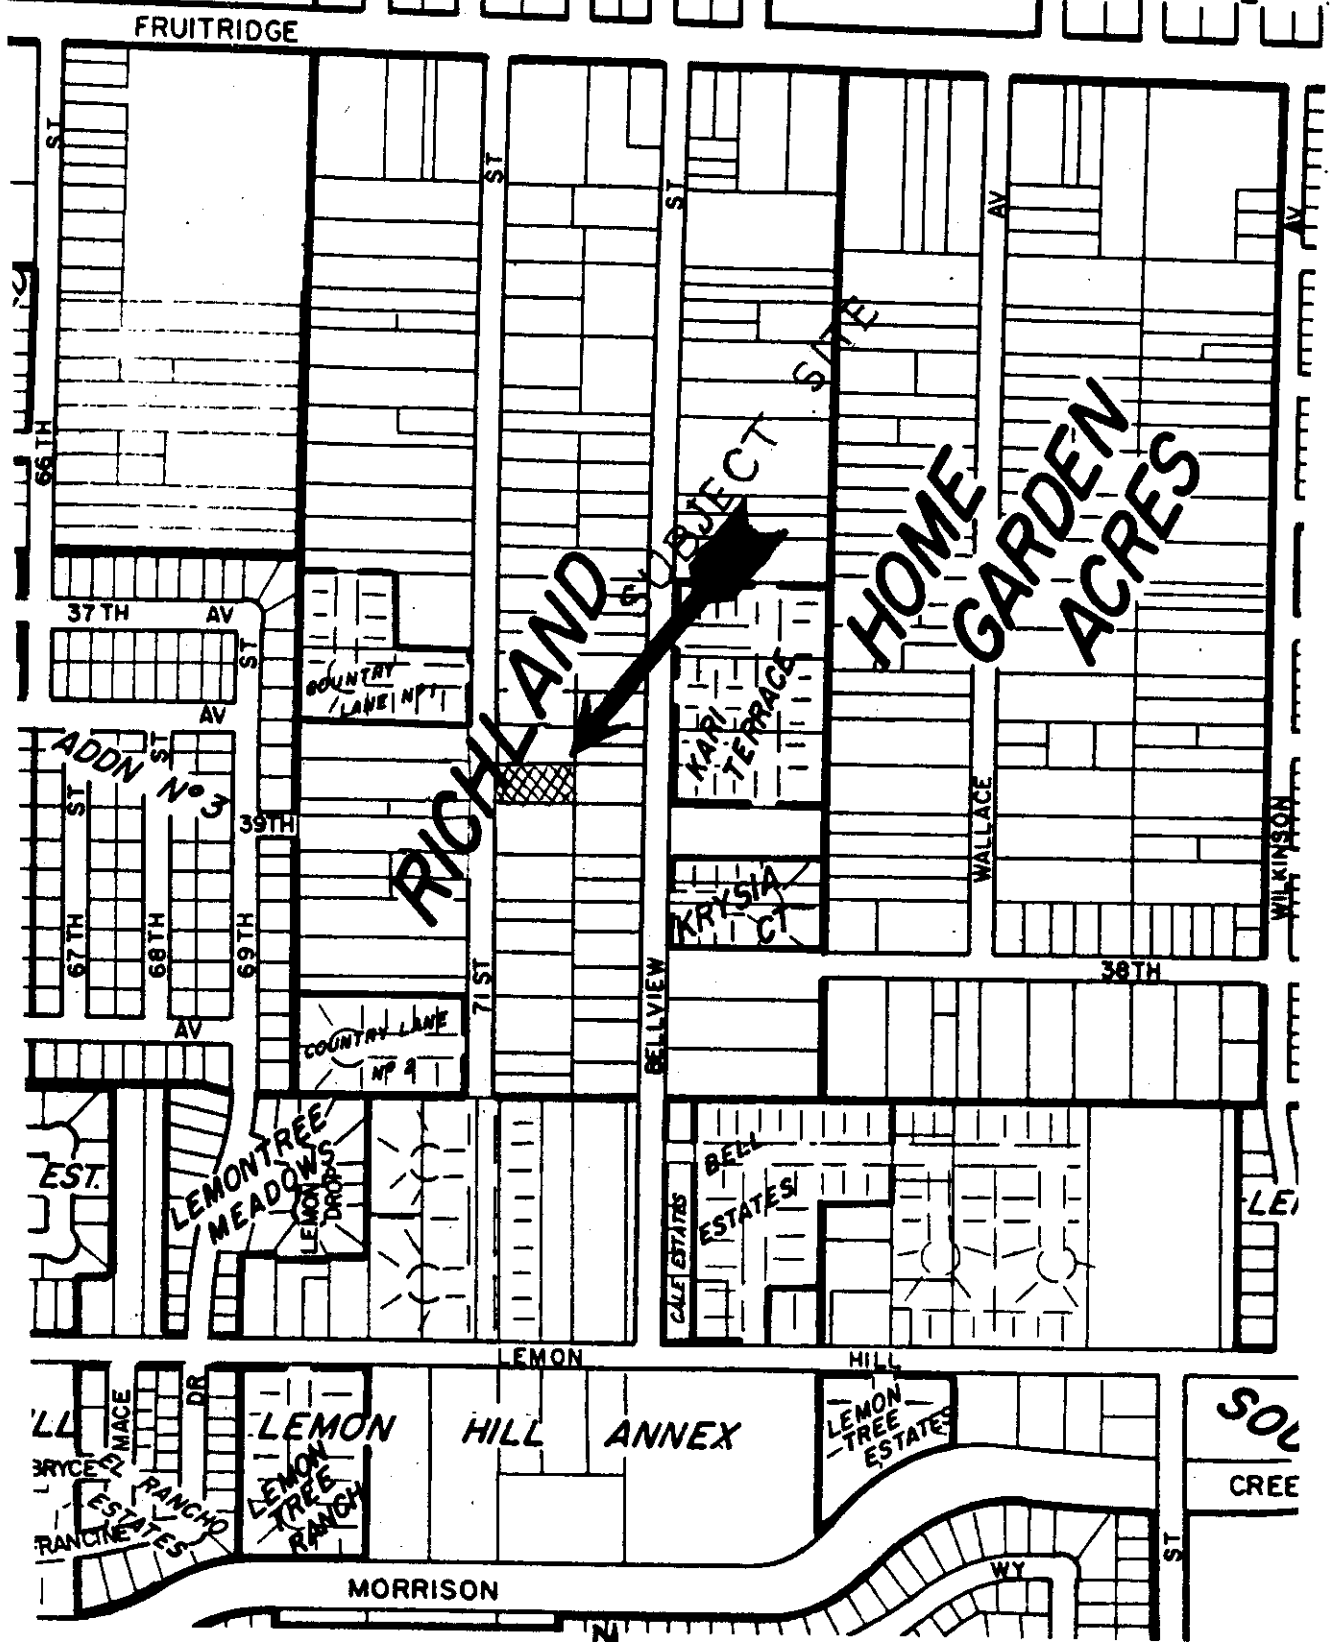 FRUITRIDGE
ST
ST
ST
AV
AV
66TH
SUBJECT SITE
HOME
GARDEN
ACRES
37TH AV
ST
AV
COUNTRY
LANE Nº 1
RICHLAND
KARI
TERRACE
ADDN Nº 3
ST
ST
39TH
WALLACE
WILKINSON
67TH
68TH
69TH
71 ST
BELLVIEW
KRYSIA
CT
38TH
AV
COUNTRY LANE
Nº 2
EST.
LEMONTREE
MEADOWS
LEMON
DROP
BELL
ESTATES
CALE ESTATES
LEMON HILL
MACE
DR
LEMON HILL ANNEX
LEMON
TREE
RANCH
LEMON
TREE
ESTATES
EL RANCHO
ESTATES
CREE
MORRISON
WY
ST